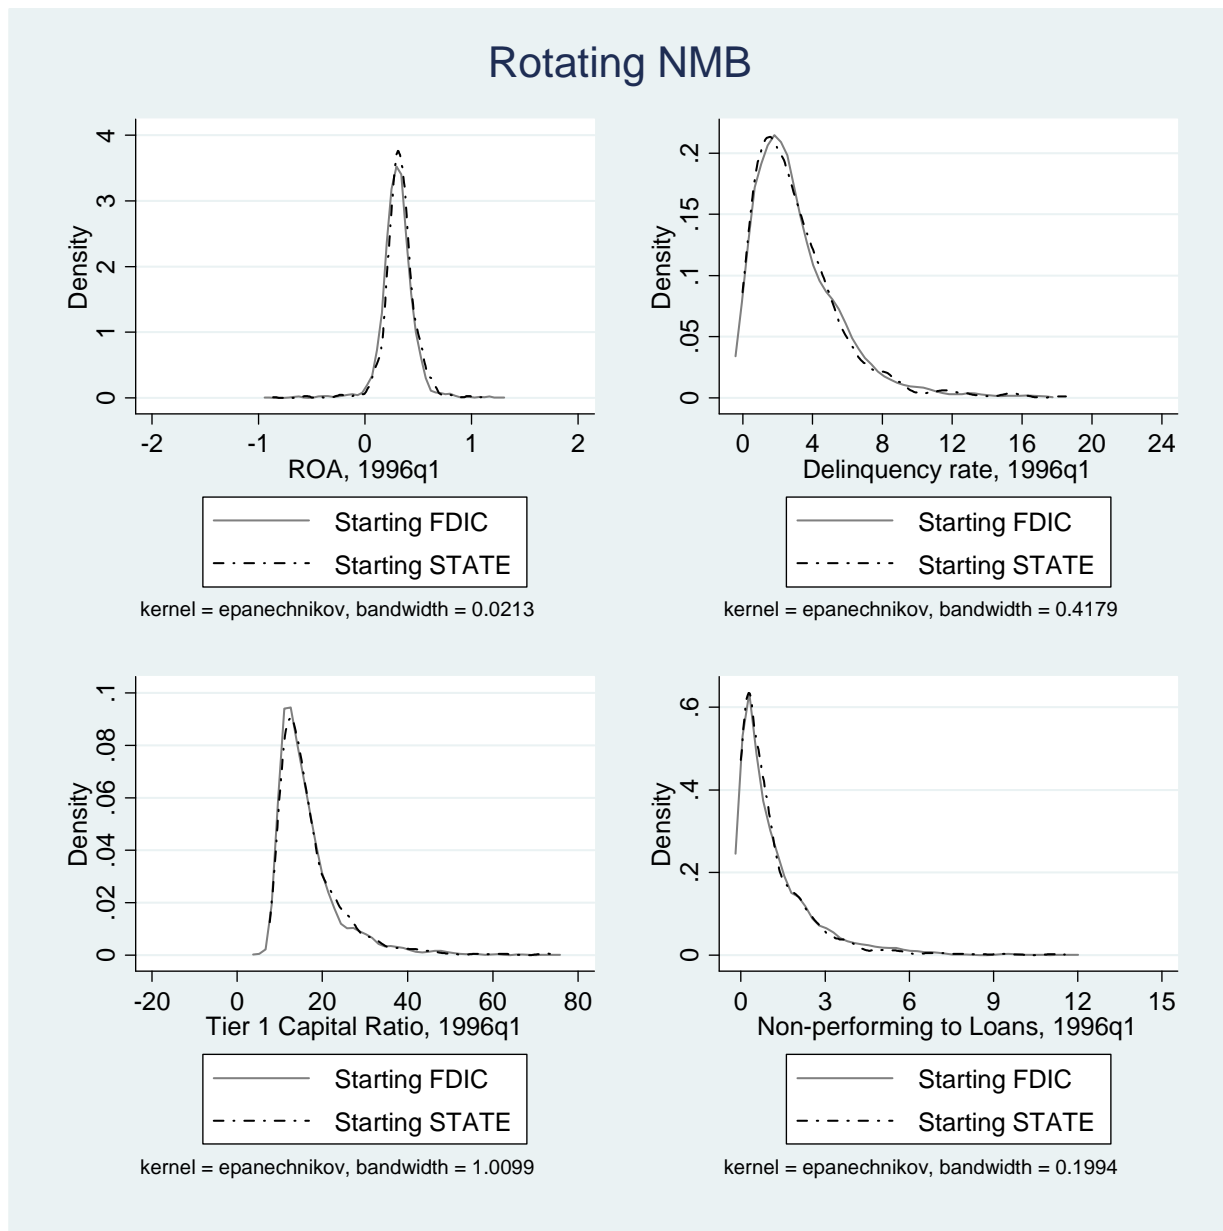 Rotating NMB
Density
0 1 2 3 4
-2 -1 0 1 2
ROA, 1996q1
Starting FDIC
Starting STATE
kernel = epanechnikov, bandwidth = 0.0213
Density
0 .05 .1 .15 .2
0 4 8 12 16 20 24
Delinquency rate, 1996q1
Starting FDIC
Starting STATE
kernel = epanechnikov, bandwidth = 0.4179
Density
0 .02 .04 .06 .08 .1
-20 0 20 40 60 80
Tier 1 Capital Ratio, 1996q1
Starting FDIC
Starting STATE
kernel = epanechnikov, bandwidth = 1.0099
Density
0 .2 .4 .6
0 3 6 9 12 15
Non-performing to Loans, 1996q1
Starting FDIC
Starting STATE
kernel = epanechnikov, bandwidth = 0.1994